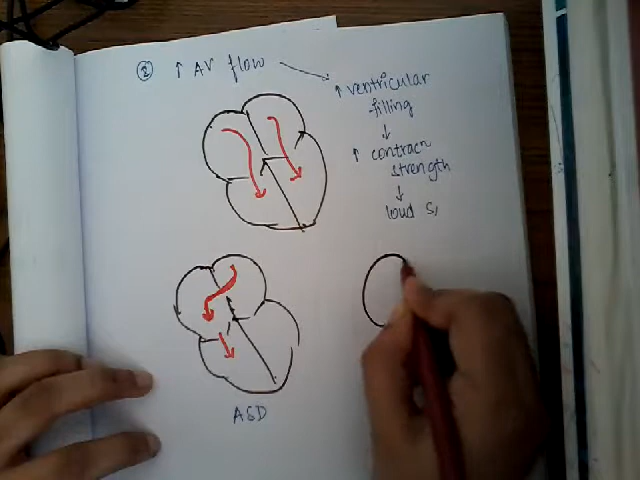 ② ↑ AV flow →
↑ ventricular
filling
↓
↑ contracn
strength
↓
loud S₁
ASD